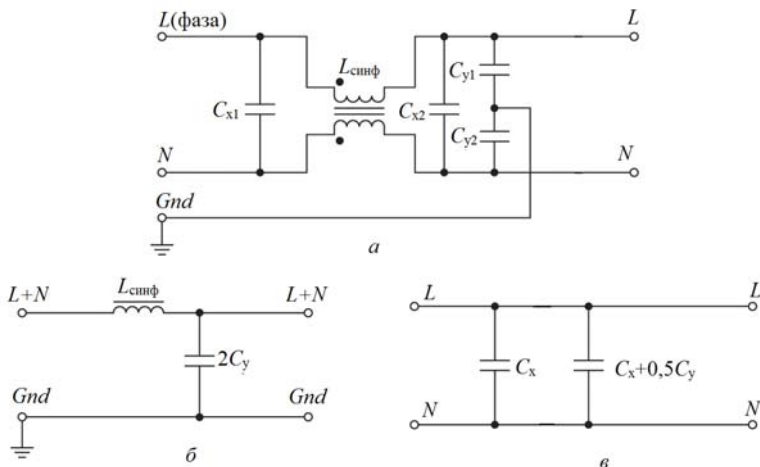 L(фаза)
L
Lсинф
Cy1
Cx1
Cx2
Cy2
N
N
Gnd
а
L+N
Lсинф
L+N
2Cy
Gnd
Gnd
б
L
L
Cx
Cx+0,5Cy
N
N
в